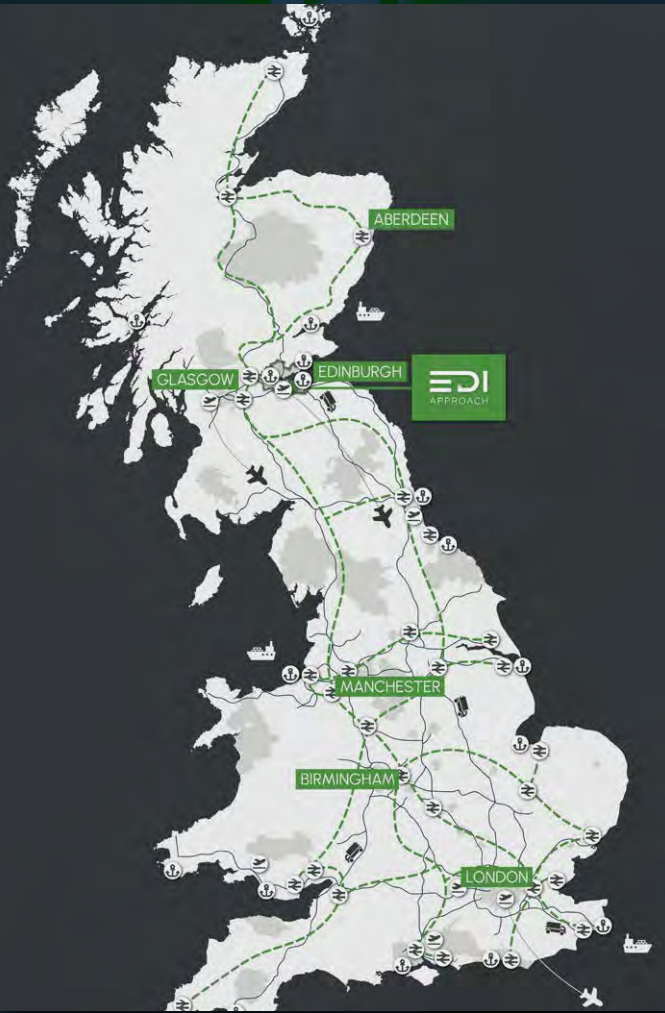 ABERDEEN
EDINBURGH
GLASGOW
EDI
APPROACH
MANCHESTER
BIRMINGHAM
LONDON